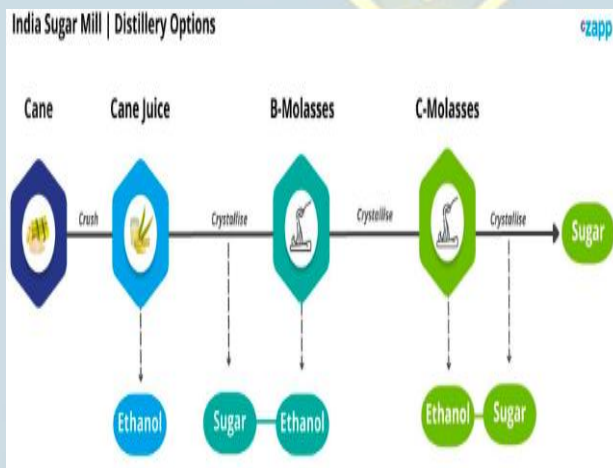 India Sugar Mill | Distillery Options
czapp
Cane
Cane Juice
B-Molasses
C-Molasses
Crush
Crystallise
Crystallise
Crystallise
Sugar
Ethanol
Sugar
Ethanol
Ethanol
Sugar